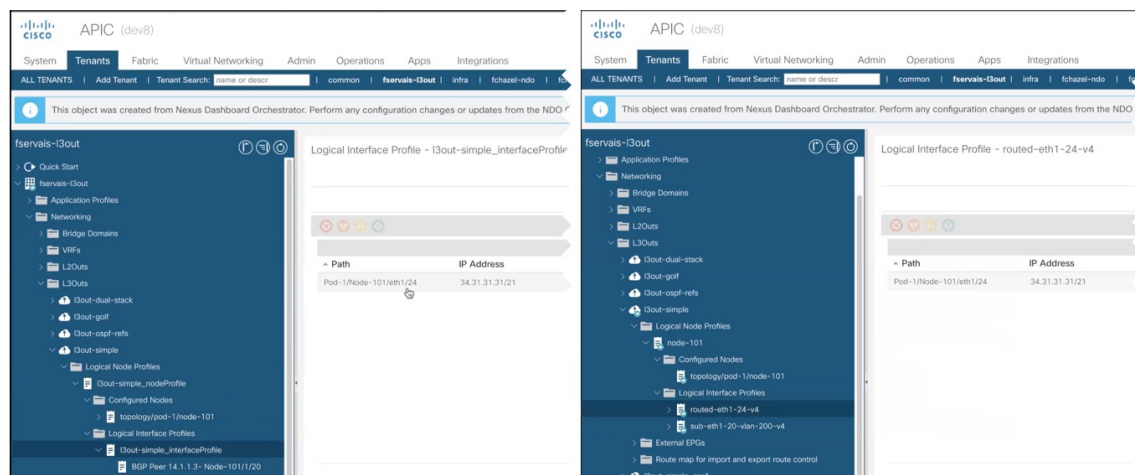 CISCO
APIC (dev8)
System Tenants Fabric Virtual Networking Admin Operations Apps Integrations
ALL TENANTS | Add Tenant | Tenant Search: name or descr | common | fservais-l3out | infra | fchazel-ndo |
This object was created from Nexus Dashboard Orchestrator. Perform any configuration changes or updates from the NDO
fservais-l3out
Quick Start
fservais-l3out
Application Profiles
Networking
Bridge Domains
VRFs
L2Outs
L3Outs
l3out-dual-stack
l3out-golf
l3out-ospf-refs
l3out-simple
Logical Node Profiles
l3out-simple_nodeProfile
Configured Nodes
topology/pod-1/node-101
Logical Interface Profiles
l3out-simple_interfaceProfile
BGP Peer 14.1.1.3- Node-101/1/20
Logical Interface Profile - l3out-simple_interfaceProfile
Path IP Address
Pod-1/Node-101/eth1/24 34.31.31.31/21
CISCO
APIC (dev8)
System Tenants Fabric Virtual Networking Admin Operations Apps Integrations
ALL TENANTS | Add Tenant | Tenant Search: name or descr | common | fservais-l3out | infra | fchazel-ndo |
This object was created from Nexus Dashboard Orchestrator. Perform any configuration changes or updates from the NDO
fservais-l3out
Application Profiles
Networking
Bridge Domains
VRFs
L2Outs
L3Outs
l3out-dual-stack
l3out-golf
l3out-ospf-refs
l3out-simple
Logical Node Profiles
node-101
Configured Nodes
topology/pod-1/node-101
Logical Interface Profiles
routed-eth1-24-v4
sub-eth1-20-vlan-200-v4
External EPGs
Route map for import and export route control
Logical Interface Profile - routed-eth1-24-v4
Path IP Address
Pod-1/Node-101/eth1/24 34.31.31.31/21